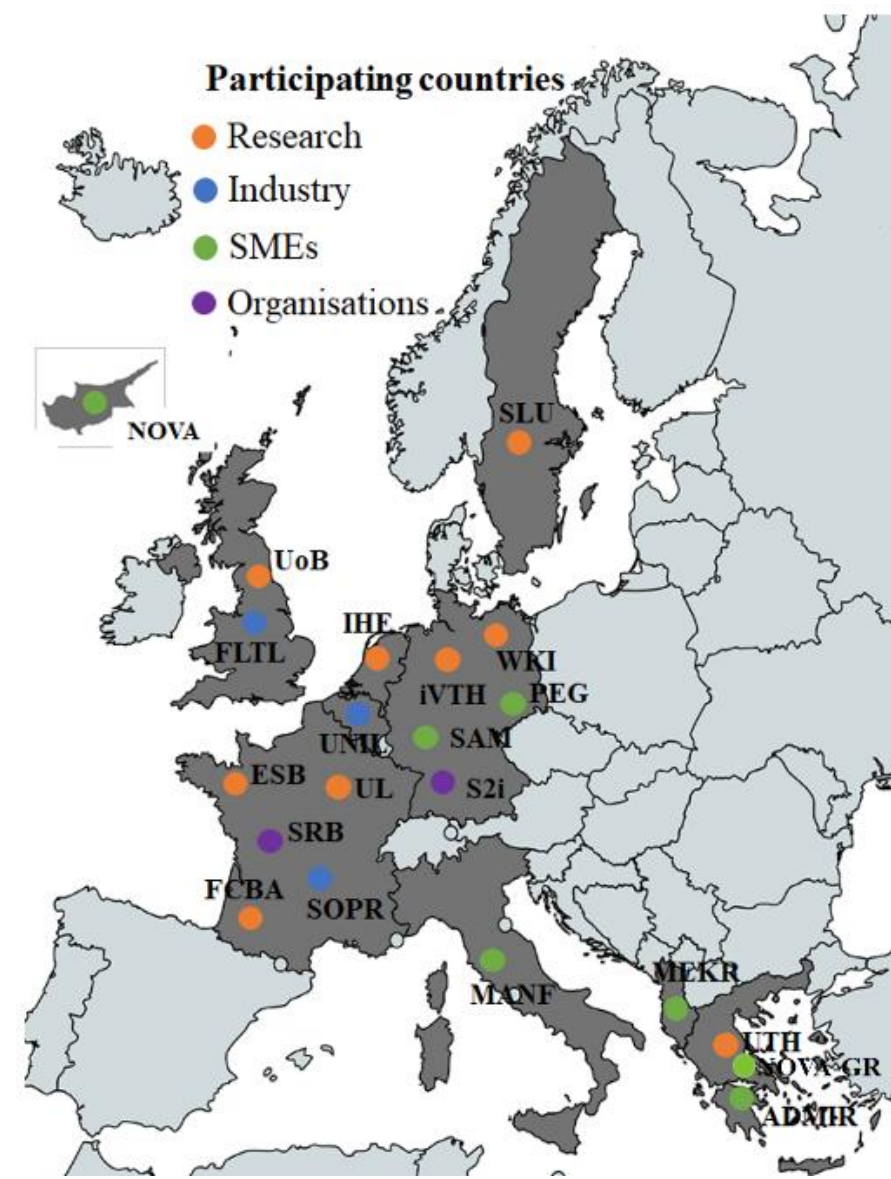 Participating countries
Research
Industry
SMEs
Organisations
NOVA
SLU
UoB
FLTL
IHE
WKI
iVTH
PEG
UNIL
SAM
ESB
UL
S2i
SRB
FCBA
SOPR
MANF
MEKR
UTH
NOVA GR
ADMIR